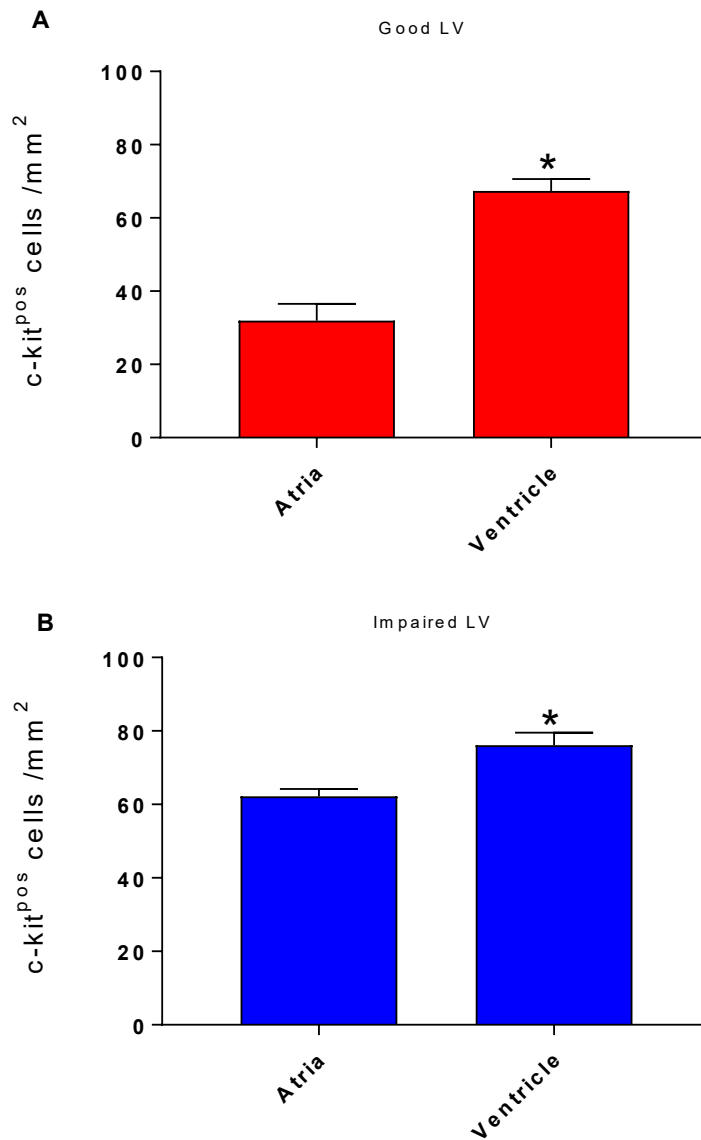 A
Good LV
c-kit^pos cells /mm^2
100
80
60
40
20
0
*
Atria
Ventricle
B
Impaired LV
c-kit^pos cells /mm^2
100
80
60
40
20
0
*
Atria
Ventricle